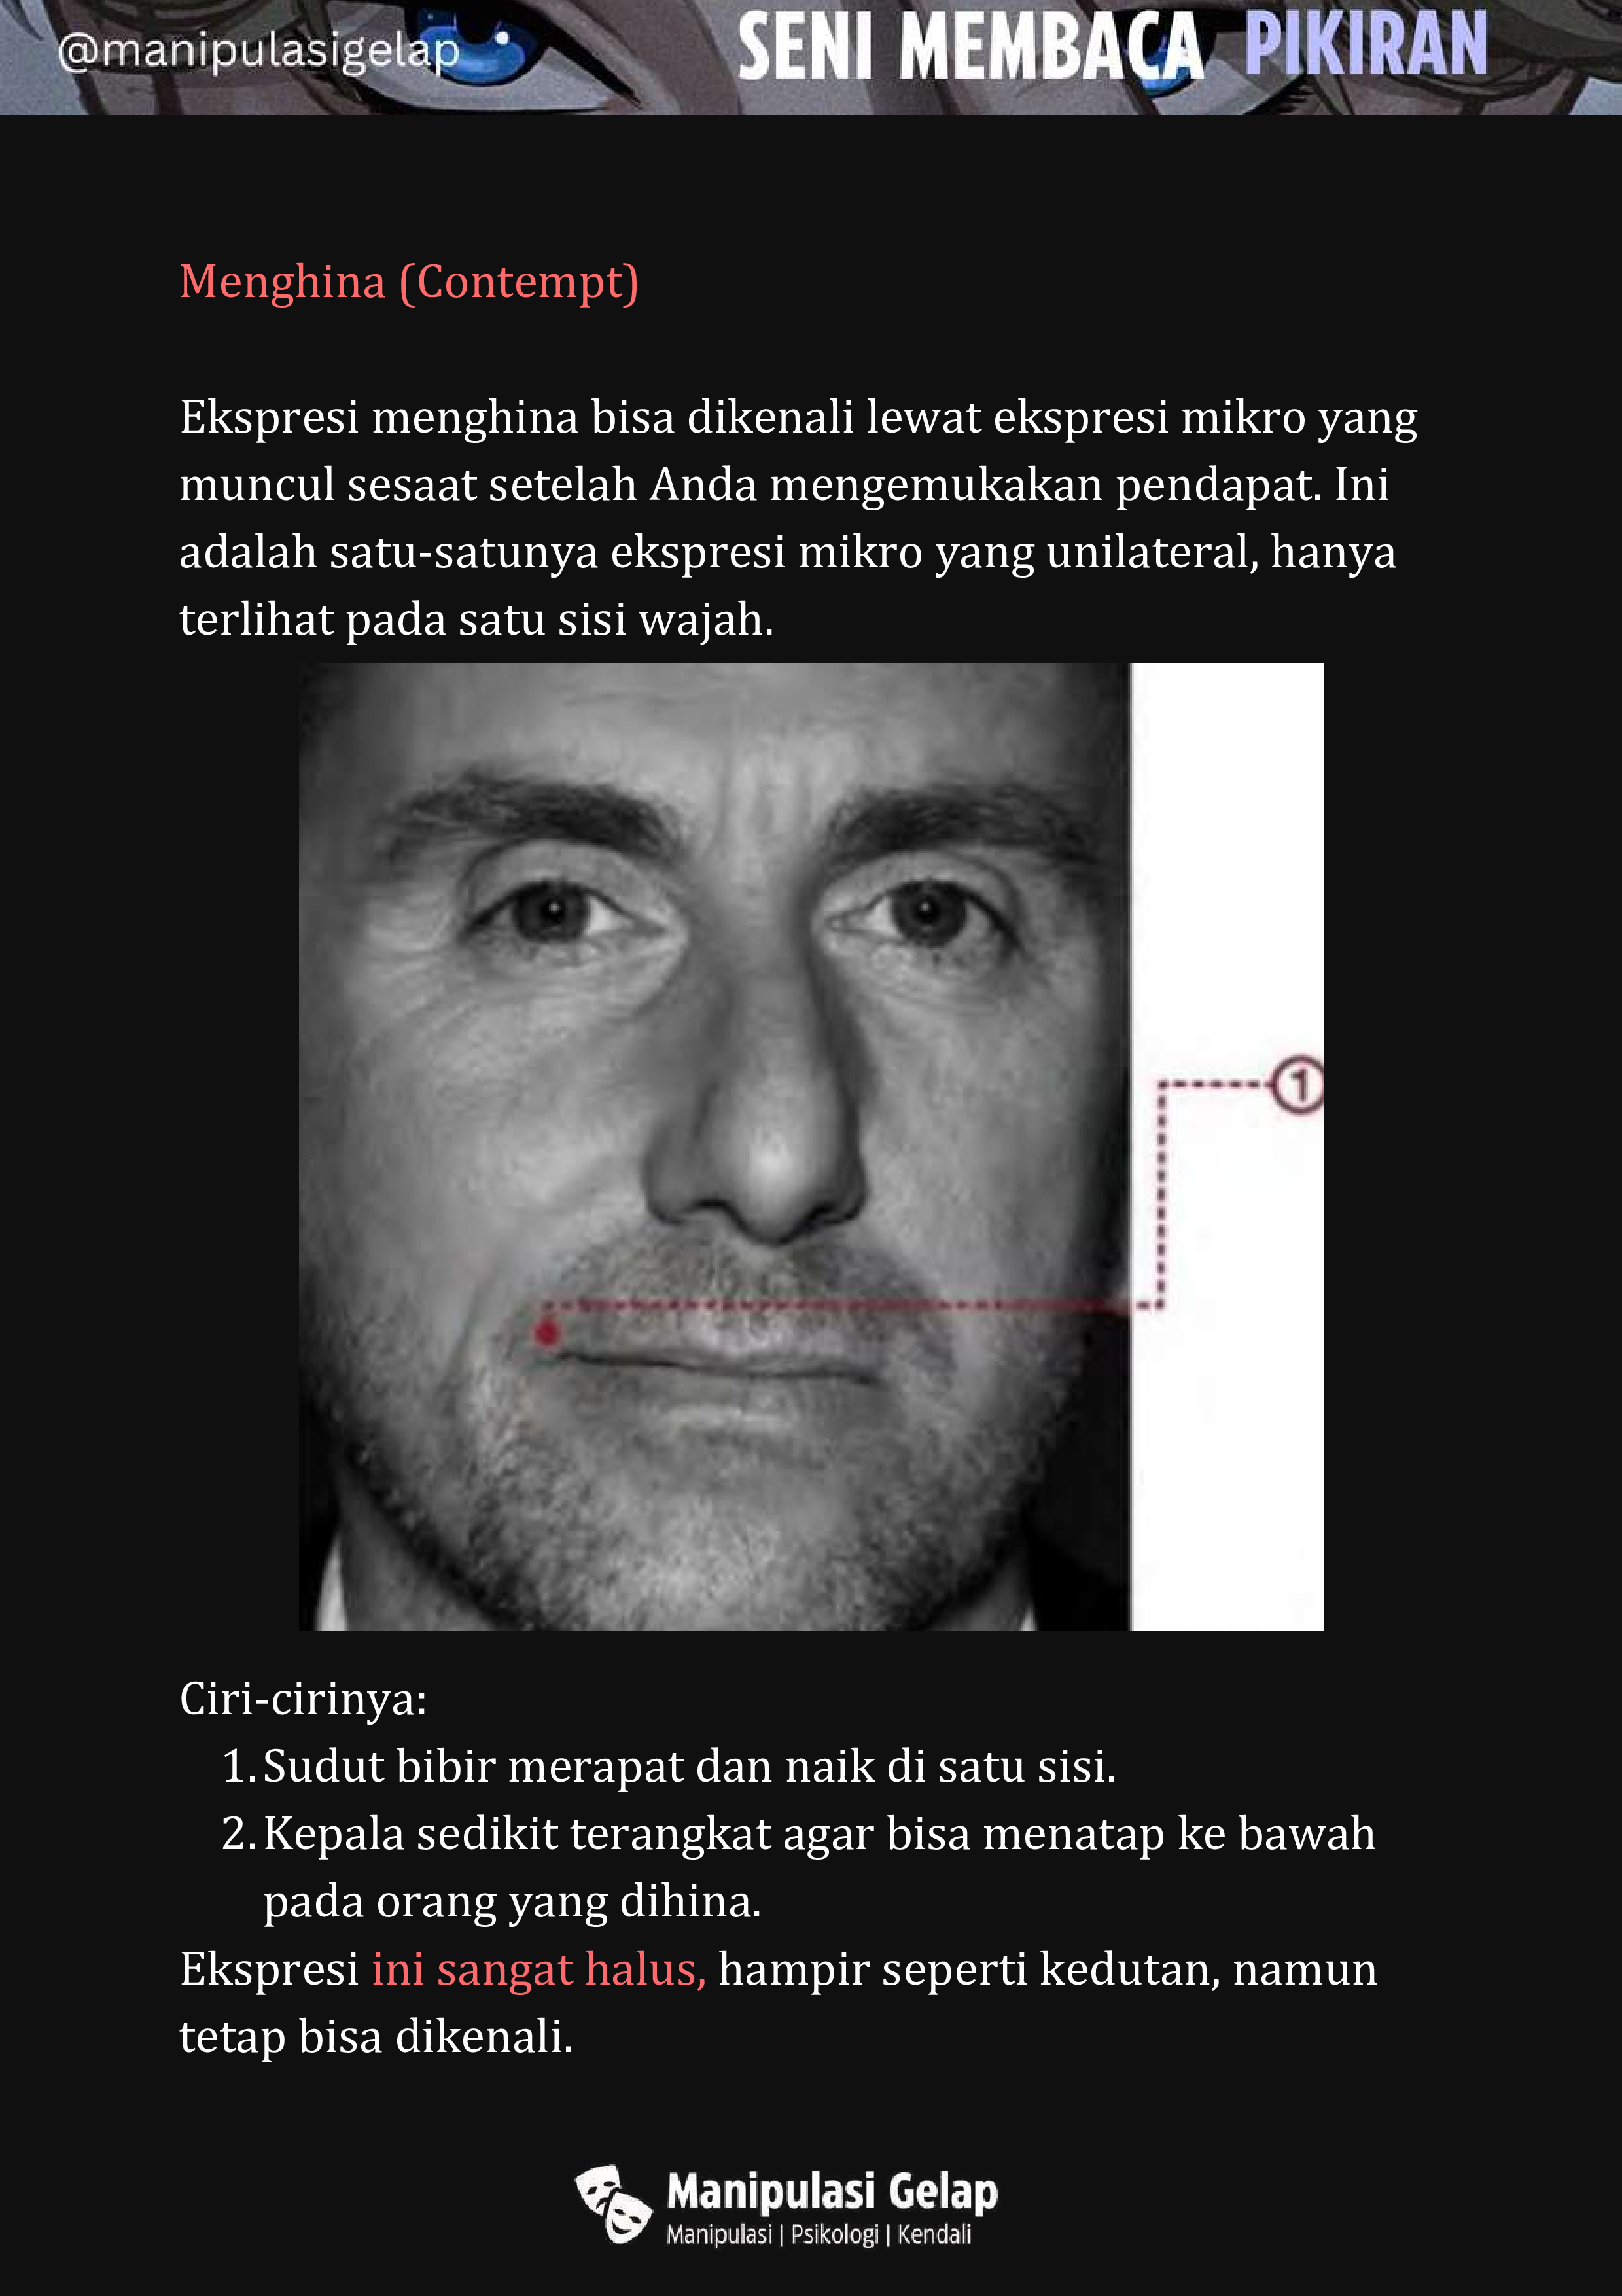 @manipulasigelap
SENI MEMBACA PIKIRAN
Menghina (Contempt)
Ekspresi menghina bisa dikenali lewat ekspresi mikro yang
muncul sesaat setelah Anda mengemukakan pendapat. Ini
adalah satu-satunya ekspresi mikro yang unilateral, hanya
terlihat pada satu sisi wajah.
1
Ciri-cirinya:
1. Sudut bibir merapat dan naik di satu sisi.
2. Kepala sedikit terangkat agar bisa menatap ke bawah
pada orang yang dihina.
Ekspresi ini sangat halus, hampir seperti kedutan, namun
tetap bisa dikenali.
Manipulasi Gelap
Manipulasi | Psikologi | Kendali